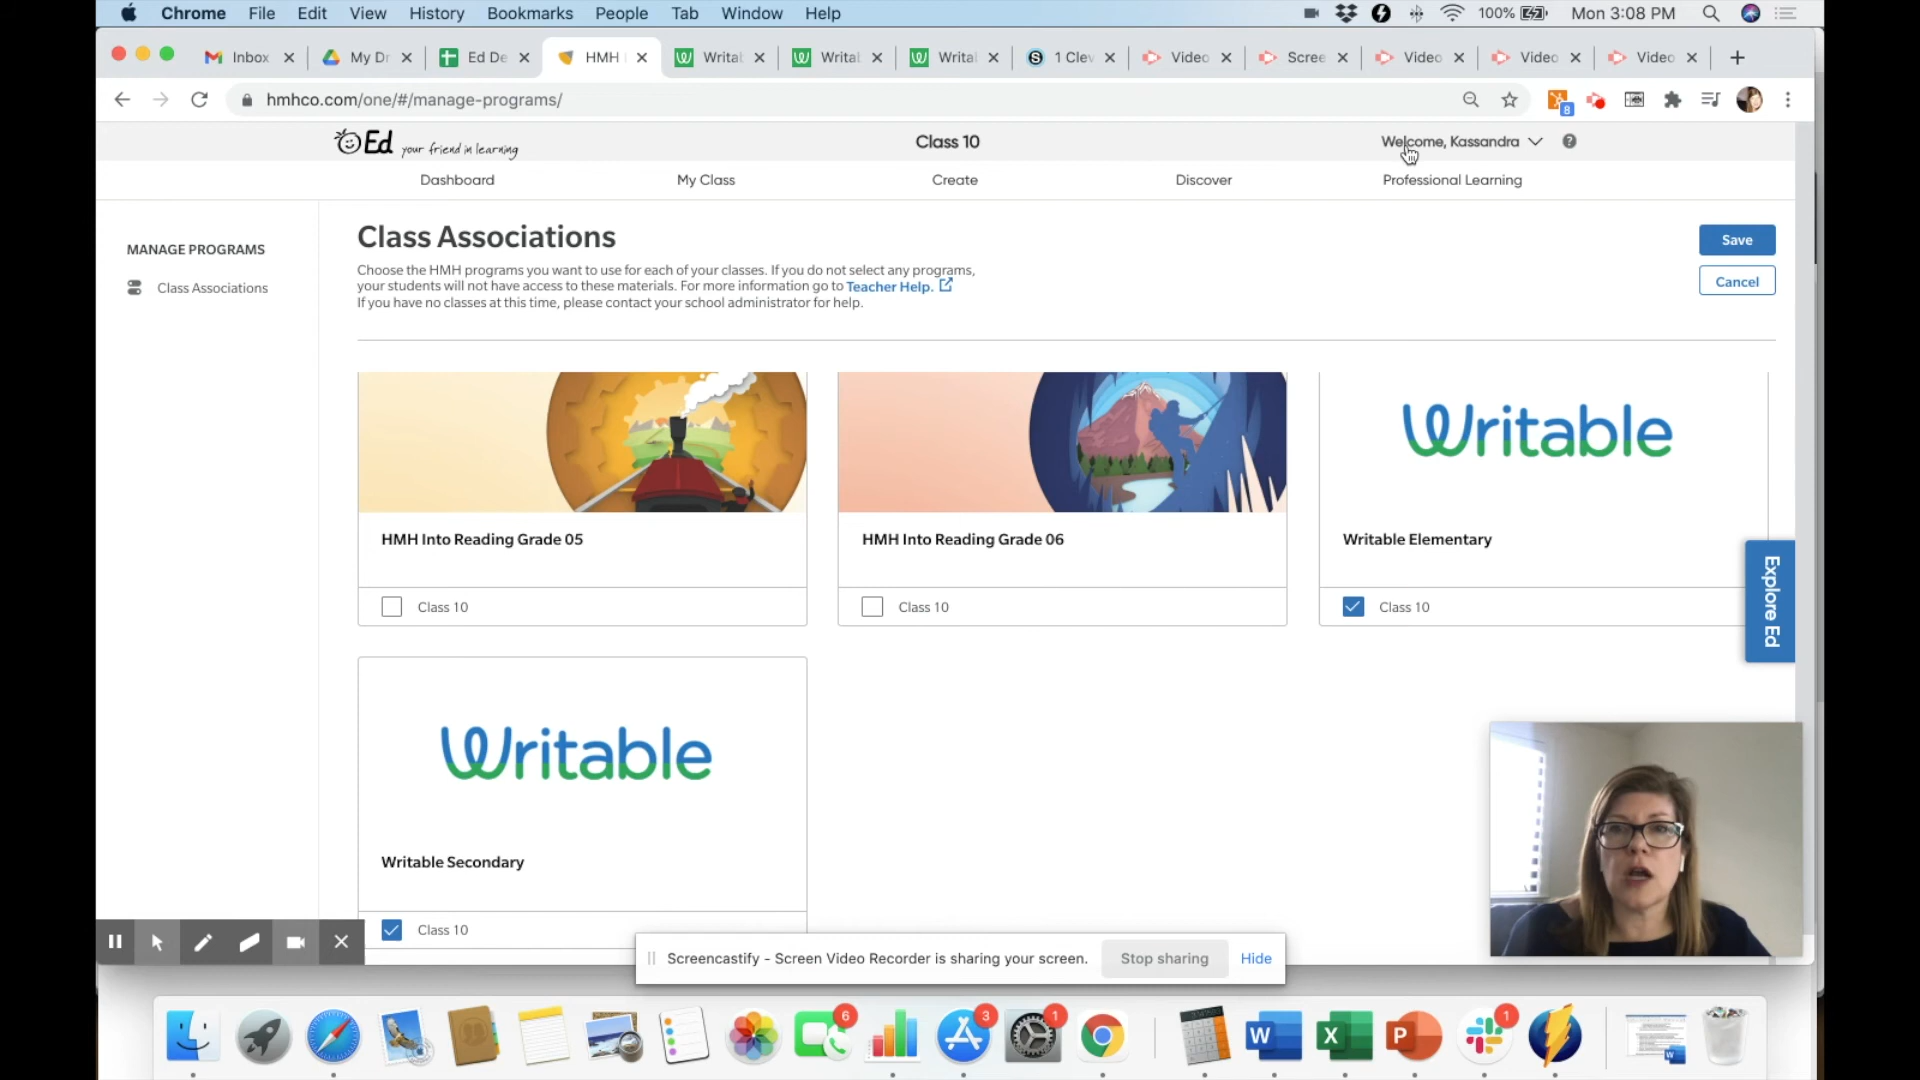 Chrome File Edit View History Bookmarks People Tab Window Help 100% Mon 3:08 PM
Inbox My Dr Ed De HMH Writal Writal Writal 1 Clev Video Scree Video Video Video
hmhco.com/one/#/manage-programs/
8
Ed your friend in learning Class 10 Welcome, Kassandra ?
Dashboard My Class Create Discover Professional Learning
MANAGE PROGRAMS
Class Associations
Class Associations
Choose the HMH programs you want to use for each of your classes. If you do not select any programs,
your students will not have access to these materials. For more information go to Teacher Help.
If you have no classes at this time, please contact your school administrator for help.
Save
Cancel
HMH Into Reading Grade 05
Class 10
HMH Into Reading Grade 06
Class 10
Writable
Writable Elementary
Class 10
Explore Ed
Writable
Writable Secondary
Class 10
Screencastify - Screen Video Recorder is sharing your screen. Stop sharing Hide
6 3 1 W X P 1 W